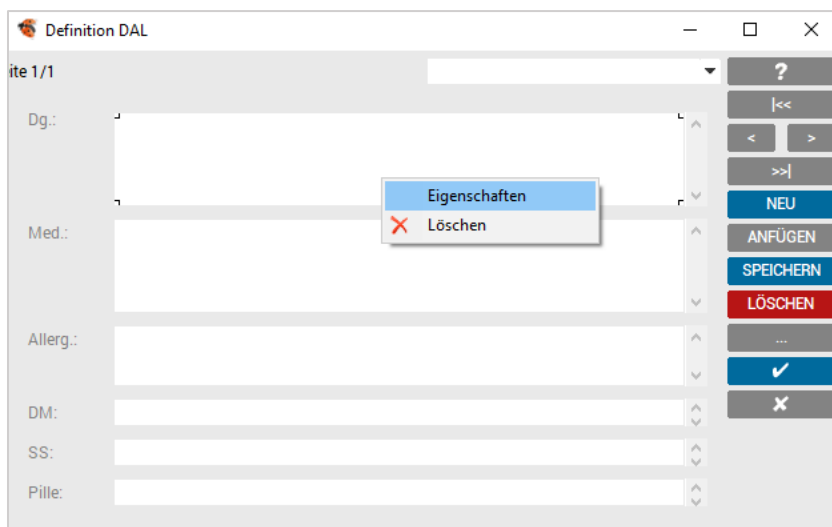 Definition DAL
ite 1/1
?
|<<
< >
>>|
NEU
ANFÜGEN
SPEICHERN
LÖSCHEN
...
Dg.:
Eigenschaften
Löschen
Med.:
Allerg.:
DM:
SS:
Pille: